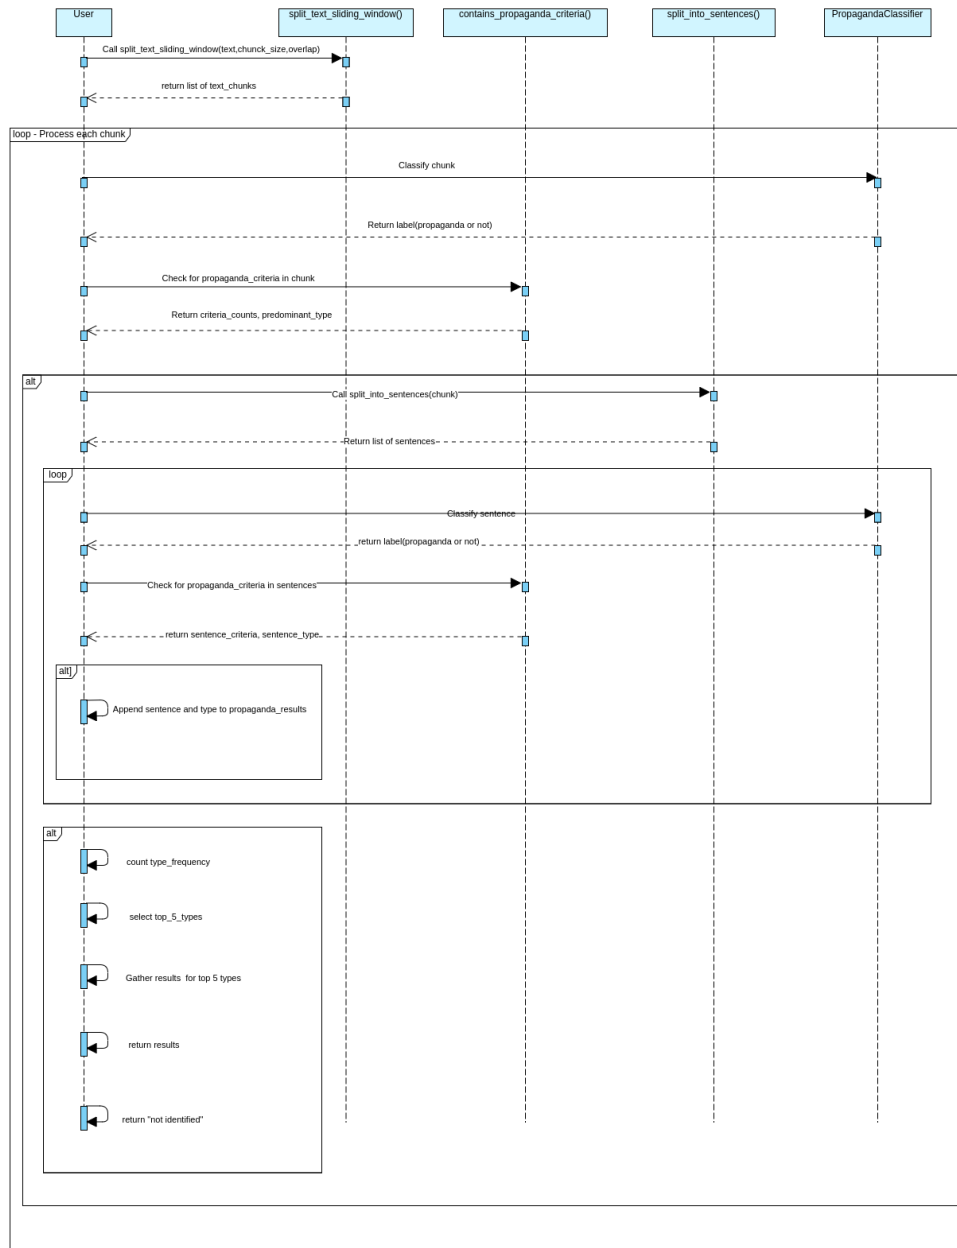 User
split_text_sliding_window()
contains_propaganda_criteria()
split_into_sentences()
PropagandaClassifier
Call split_text_sliding_window(text,chunck_size,overlap)
return list of text_chunks
loop - Process each chunk
Classify chunk
Return label(propaganda or not)
Check for propaganda_criteria in chunk
Return criteria_counts, predominant_type
alt
Call split_into_sentences(chunk)
Return list of sentences
loop
Classify sentence
return label(propaganda or not)
Check for propaganda_criteria in sentences
return sentence_criteria, sentence_type
alt]
Append sentence and type to propaganda_results
alt
count type_frequency
select top_5_types
Gather results for top 5 types
return results
return "not identified"